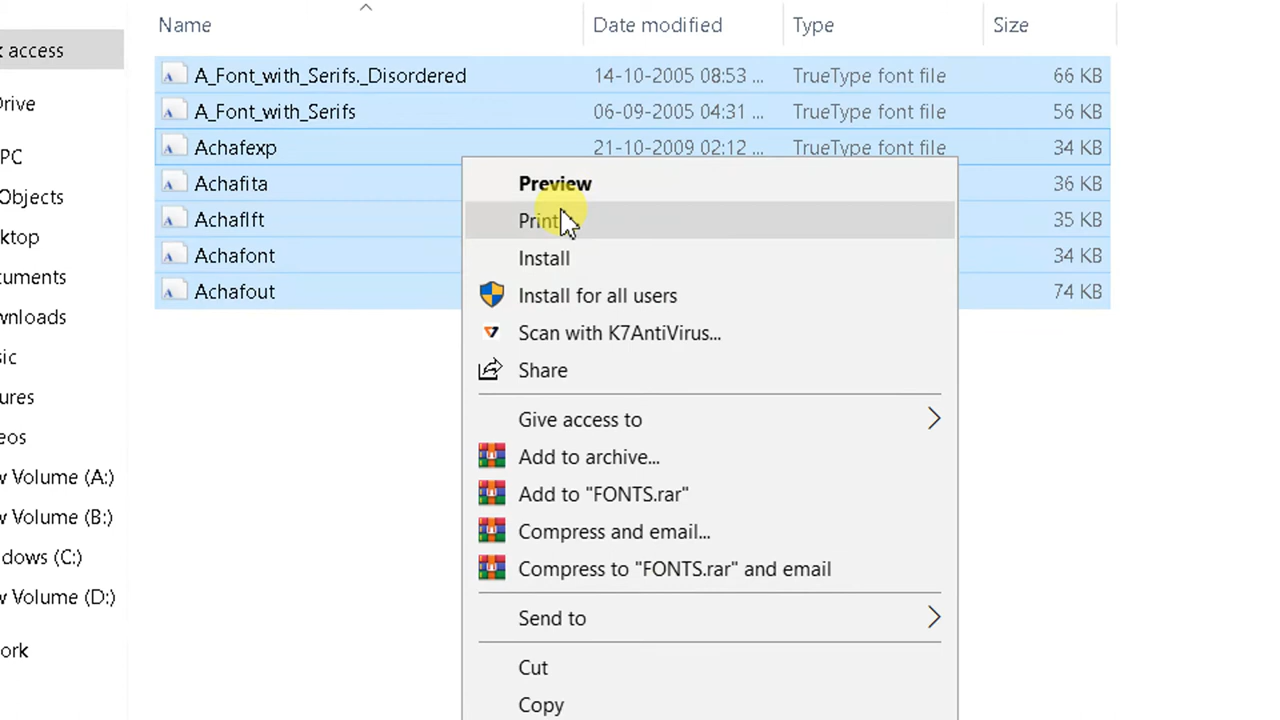 Name Date modified Type Size
k access
A_Font_with_Serifs._Disordered 14-10-2005 08:53 ... TrueType font file 66 KB
Drive
A_Font_with_Serifs 06-09-2005 04:31 ... TrueType font file 56 KB
PC
Achafexp 21-10-2009 02:12 ... TrueType font file 34 KB
Objects
Achafita 36 KB
ktop
Achaflft 35 KB
cuments
Achafont 34 KB
wnloads
Achafout 74 KB
sic
ures
eos
w Volume (A:)
w Volume (B:)
dows (C:)
w Volume (D:)
ork
Preview
Print
Install
Install for all users
Scan with K7AntiVirus...
Share
Give access to
Add to archive...
Add to "FONTS.rar"
Compress and email...
Compress to "FONTS.rar" and email
Send to
Cut
Copy